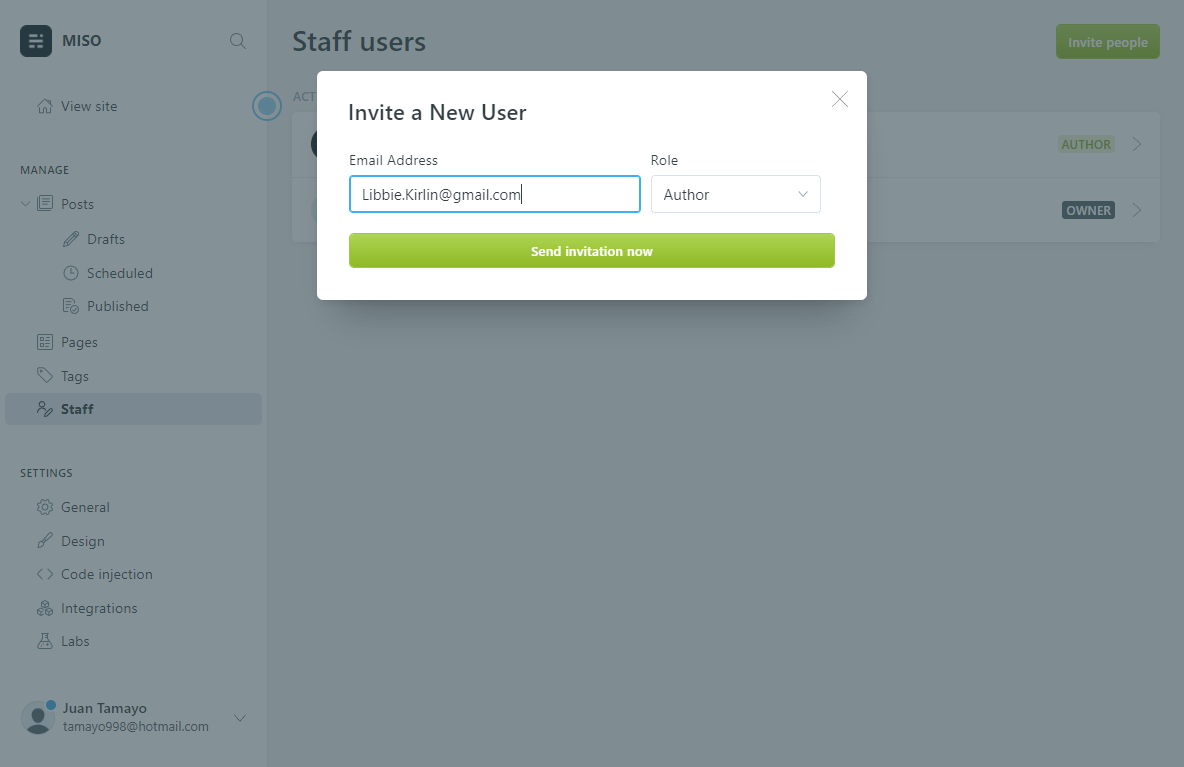 MISO
View site
MANAGE
Posts
Drafts
Scheduled
Published
Pages
Tags
Staff
SETTINGS
General
Design
Code injection
Integrations
Labs
Juan Tamayo
tamayo998@hotmail.com
Staff users
Invite people
ACT
AUTHOR
OWNER
Invite a New User
Email Address
Role
Libbie.Kirlin@gmail.com
Author
Send invitation now